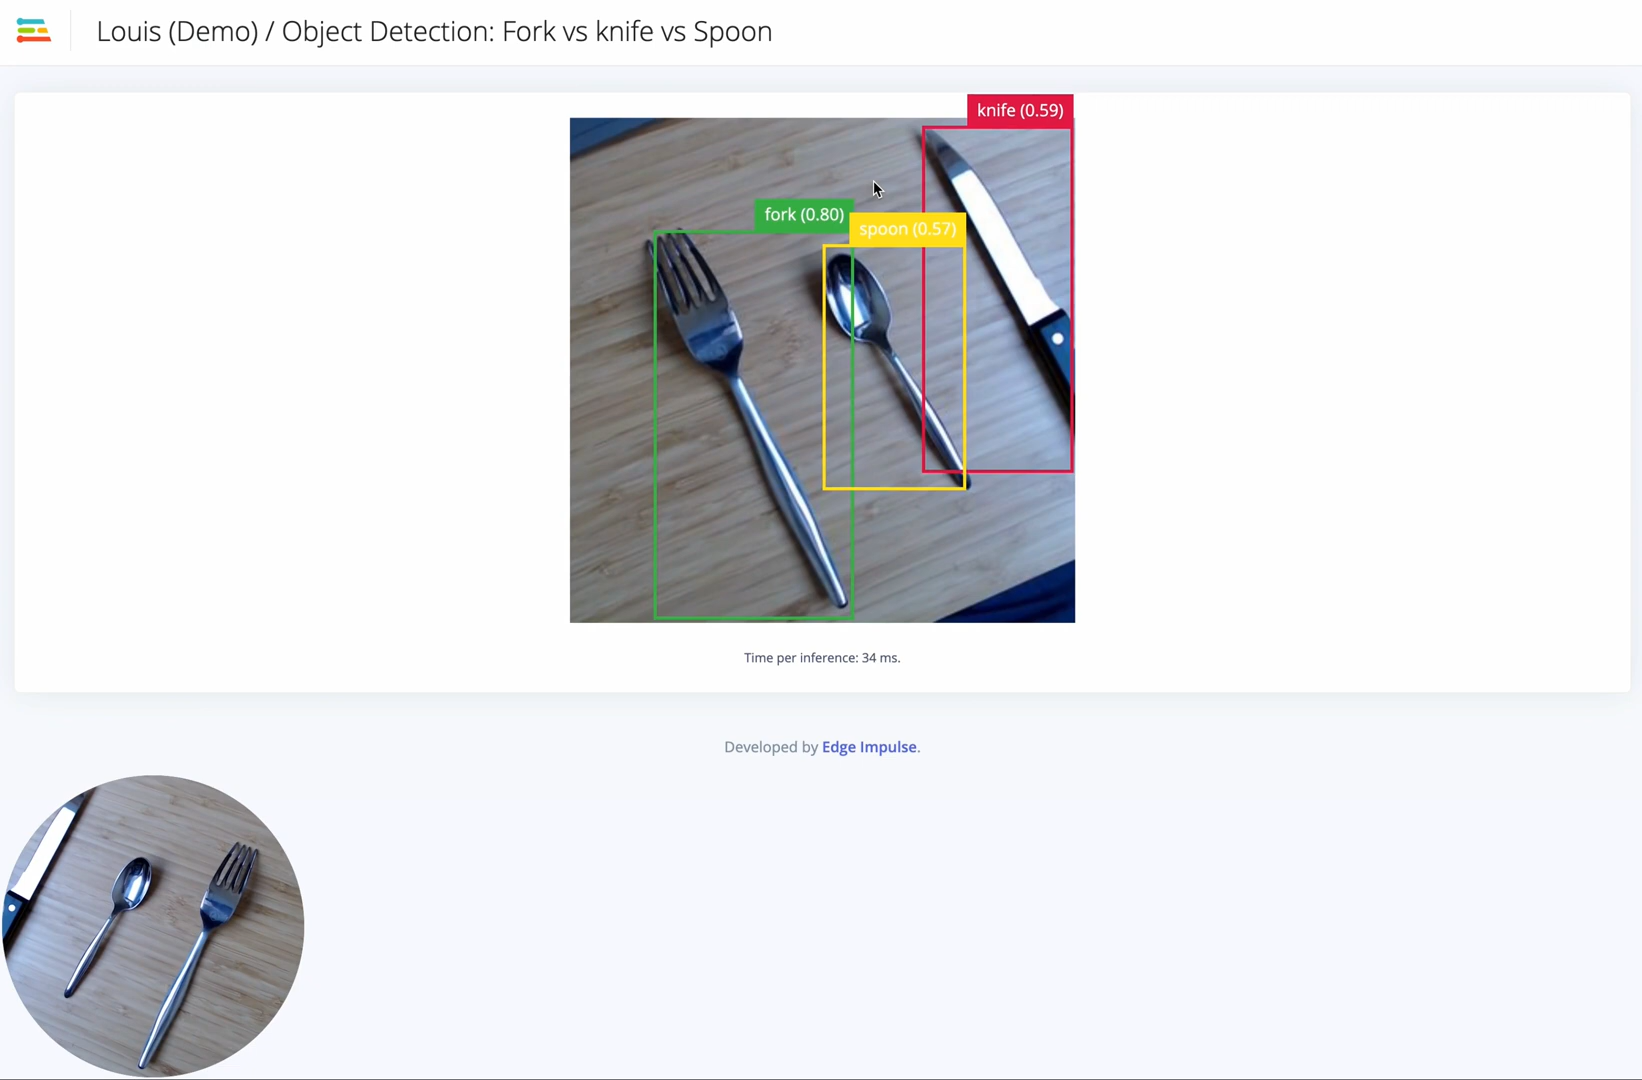 Louis (Demo) / Object Detection: Fork vs knife vs Spoon
knife (0.59)
fork (0.80)
spoon (0.57)
Time per inference: 34 ms.
Developed by Edge Impulse.